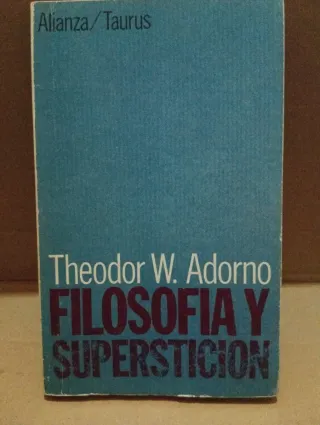 Alianza/Taurus
Theodor W. Adorno
FILOSOFIA Y
SUPERSTICION